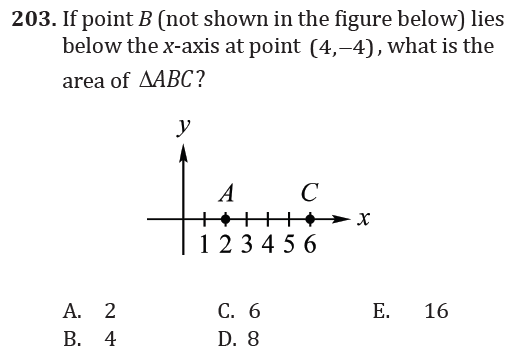 203. If point B (not shown in the figure below) lies
below the x-axis at point (4,–4), what is the
area of ΔABC?
y
A C
x
1 2 3 4 5 6
A. 2 C. 6 E. 16
B. 4 D. 8